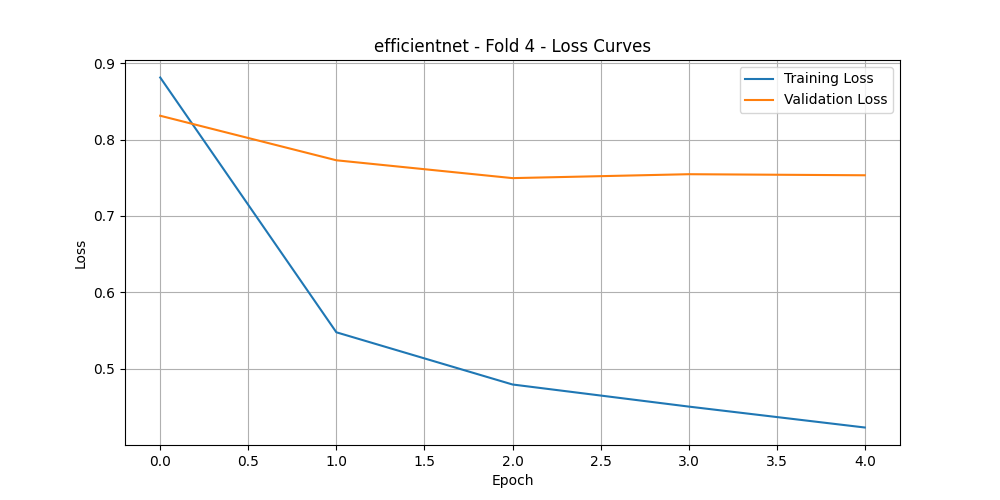 efficientnet - Fold 4 - Loss Curves
Training Loss
Validation Loss
Loss
0.9
0.8
0.7
0.6
0.5
0.0 0.5 1.0 1.5 2.0 2.5 3.0 3.5 4.0
Epoch